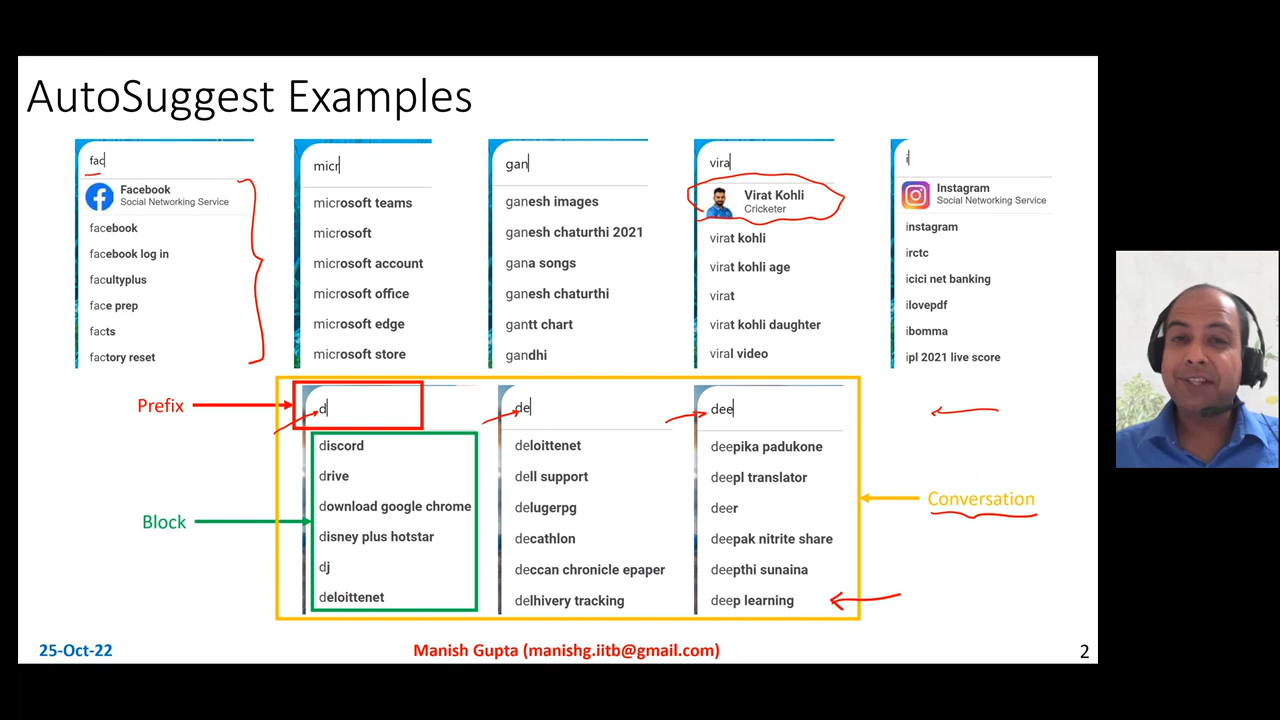 AutoSuggest Examples
fac
Facebook
Social Networking Service
facebook
facebook log in
facultyplus
face prep
facts
factory reset
micr
microsoft teams
microsoft
microsoft account
microsoft office
microsoft edge
microsoft store
gan
ganesh images
ganesh chaturthi 2021
gana songs
ganesh chaturthi
gantt chart
gandhi
vira
Virat Kohli
Cricketer
virat kohli
virat kohli age
virat
virat kohli daughter
viral video
i
Instagram
Social Networking Service
instagram
irctc
icici net banking
ilovepdf
ibomma
ipl 2021 live score
Prefix
Block
d
discord
drive
download google chrome
disney plus hotstar
dj
deloittenet
de
deloittenet
dell support
delugerpg
decathlon
deccan chronicle epaper
delhivery tracking
dee
deepika padukone
deepl translator
deer
deepak nitrite share
deepthi sunaina
deep learning
Conversation
25-Oct-22
Manish Gupta (manishg.iitb@gmail.com)
2